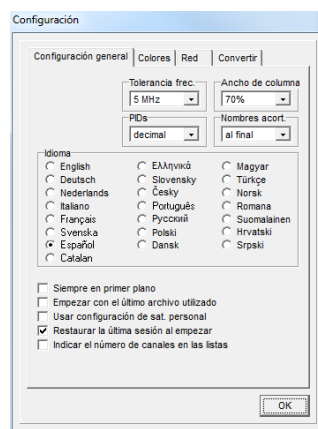 Configuración
Configuración general Colores Red Convertir
Tolerancia frec. Ancho de columna
5 MHz 70%
PIDs Nombres acort.
decimal al final
Idioma
English Ελληνικά Magyar
Deutsch Slovensky Türkçe
Nederlands Česky Norsk
Italiano Português Romana
Français Русский Suomalainen
Svenska Polski Hrvatski
Español Dansk Srpski
Catalan
Siempre en primer plano
Empezar con el último archivo utilizado
Usar configuración de sat. personal
Restaurar la última sesión al empezar
Indicar el número de canales en las listas
OK